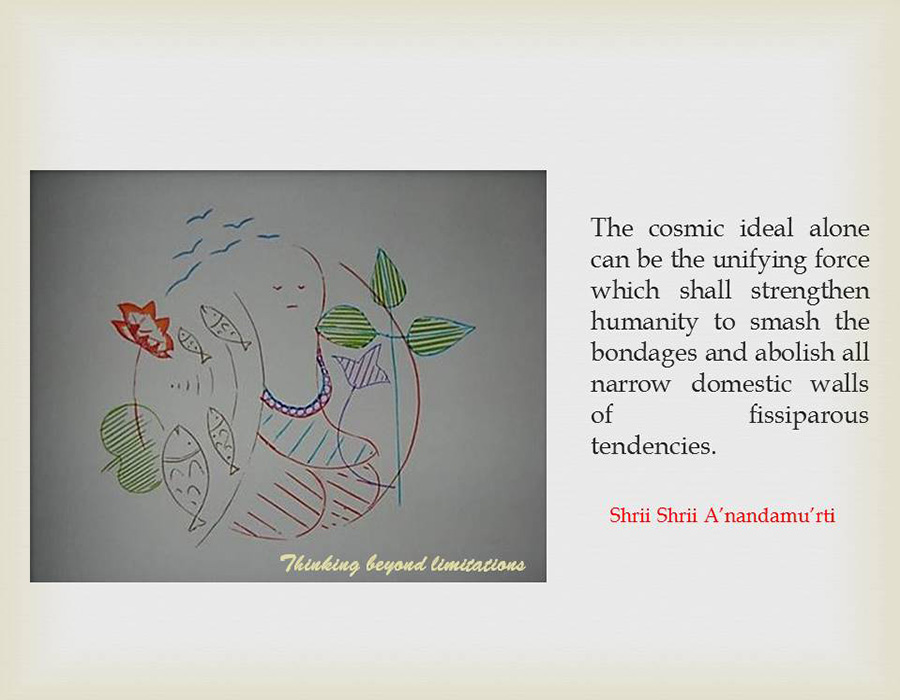 The cosmic ideal alone
can be the unifying force
which shall strengthen
humanity to smash the
bondages and abolish all
narrow domestic walls
of fissiparous
tendencies.
Shrii Shrii A’nandamu’rti
Thinking beyond limitations